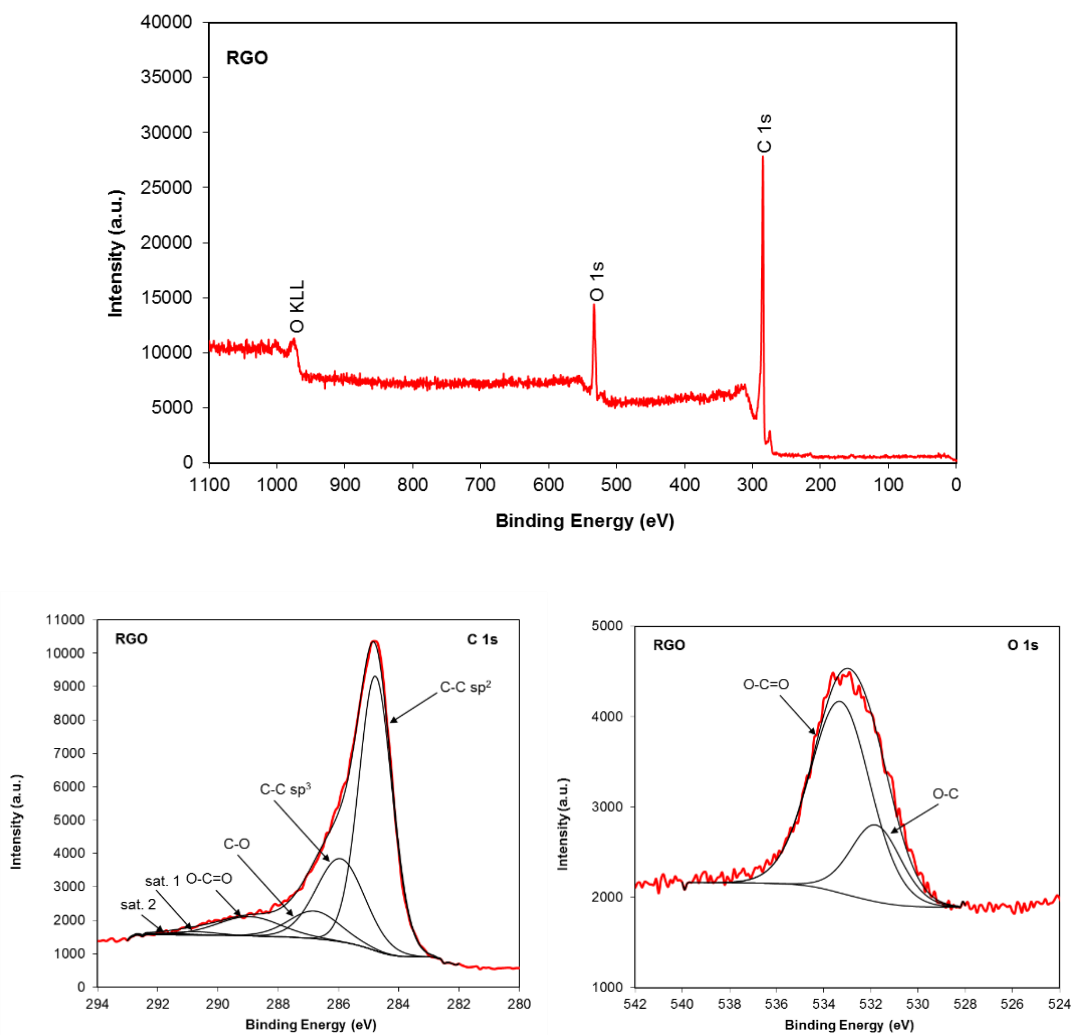 RGO
Intensity (a.u.)
40000
35000
30000
25000
20000
15000
10000
5000
0
O KLL
O 1s
C 1s
1100 1000 900 800 700 600 500 400 300 200 100 0
Binding Energy (eV)
RGO C 1s
Intensity (a.u.)
11000
10000
9000
8000
7000
6000
5000
4000
3000
2000
1000
0
C-C sp²
C-C sp³
C-O
O-C=O
sat. 1
sat. 2
294 292 290 288 286 284 282 280
Binding Energy (eV)
RGO O 1s
Intensity (a.u.)
5000
4000
3000
2000
1000
O-C=O
O-C
542 540 538 536 534 532 530 528 526 524
Binding Energy (eV)